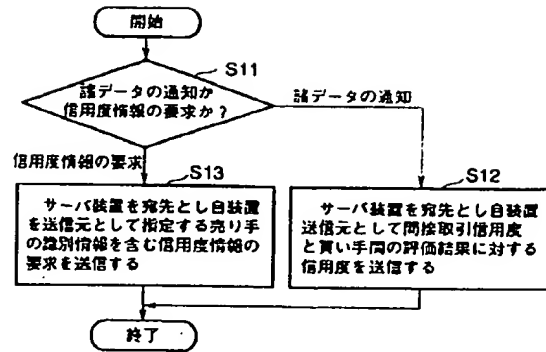 開始
S11
諸データの通知か
信用度情報の要求か？
諸データの通知
信用度情報の要求
S13
サーバ装置を宛先とし自装置
を送信元として指定する売り手
の識別情報を含む信用度情報の
要求を送信する
S12
サーバ装置を宛先とし自装置
送信元として間接取引信用度
と買い手間の評価結果に対する
信用度を送信する
終了